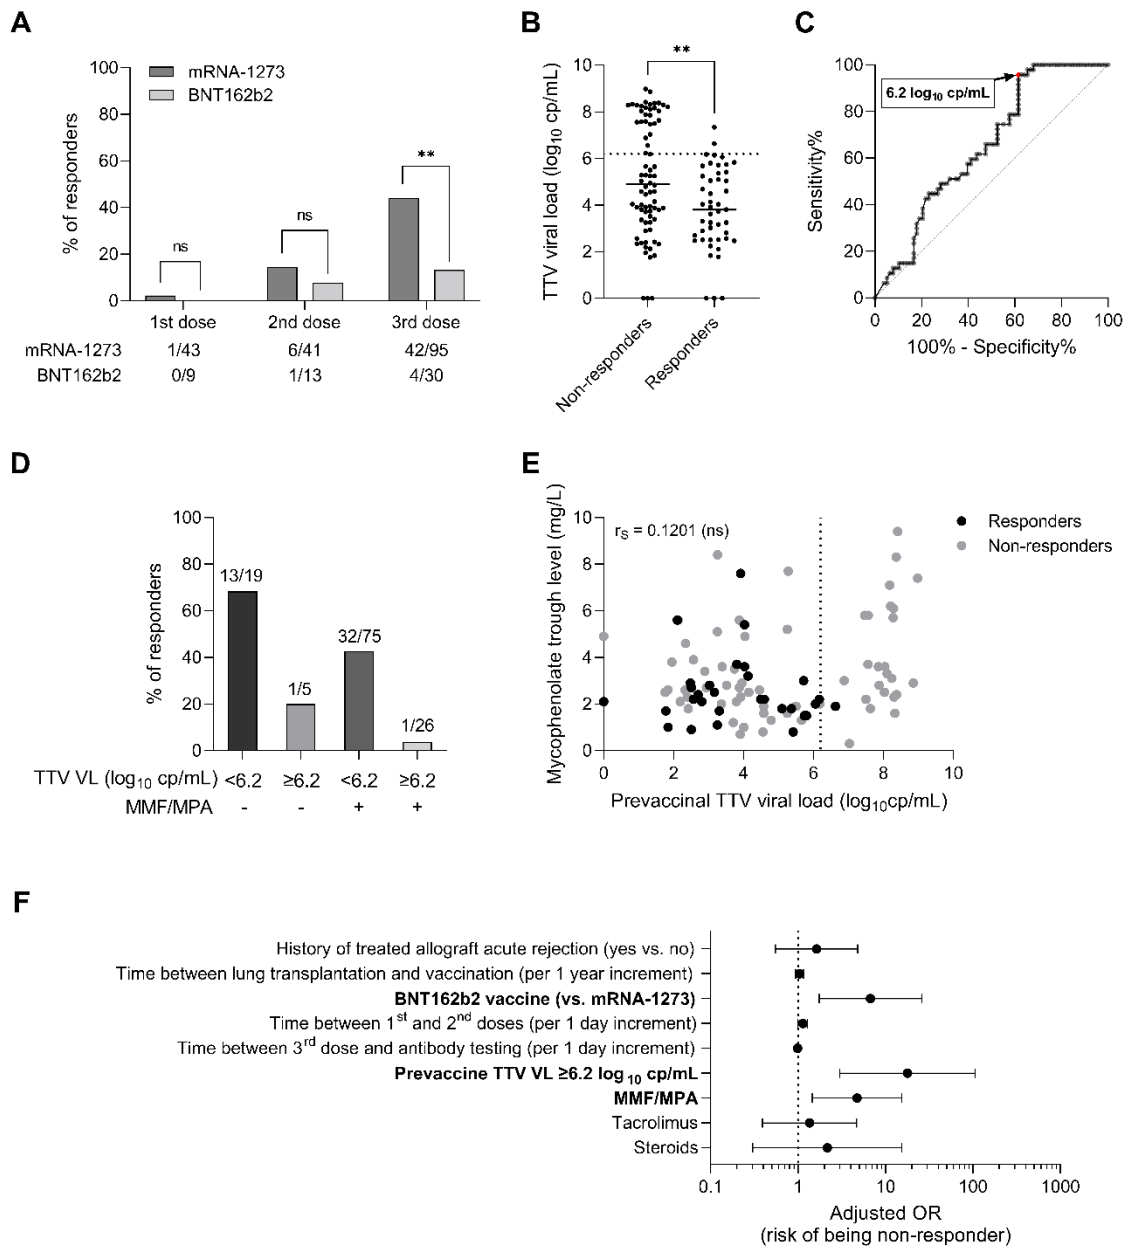 A
mRNA-1273
BNT162b2
% of responders
100
80
60
40
20
0
ns
ns
**
1st dose 2nd dose 3rd dose
mRNA-1273 1/43 6/41 42/95
BNT162b2 0/9 1/13 4/30
B
**
TTV viral load (log10 cp/mL)
10
8
6
4
2
0
Non-responders
Responders
C
Sensitivity%
100
80
60
40
20
0
6.2 log10 cp/mL
0 20 40 60 80 100
100% - Specificity%
D
% of responders
100
80
60
40
20
0
13/19
1/5
32/75
1/26
TTV VL (log10 cp/mL) <6.2 ≥6.2 <6.2 ≥6.2
MMF/MPA - - + +
E
Mycophenolate trough level (mg/L)
10
8
6
4
2
0
rS = 0.1201 (ns)
Responders
Non-responders
0 2 4 6 8 10
Prevaccinal TTV viral load (log10cp/mL)
F
History of treated allograft acute rejection (yes vs. no)
Time between lung transplantation and vaccination (per 1 year increment)
BNT162b2 vaccine (vs. mRNA-1273)
Time between 1st and 2nd doses (per 1 day increment)
Time between 3rd dose and antibody testing (per 1 day increment)
Prevaccine TTV VL ≥6.2 log10 cp/mL
MMF/MPA
Tacrolimus
Steroids
0.1 1 10 100 1000
Adjusted OR
(risk of being non-responder)